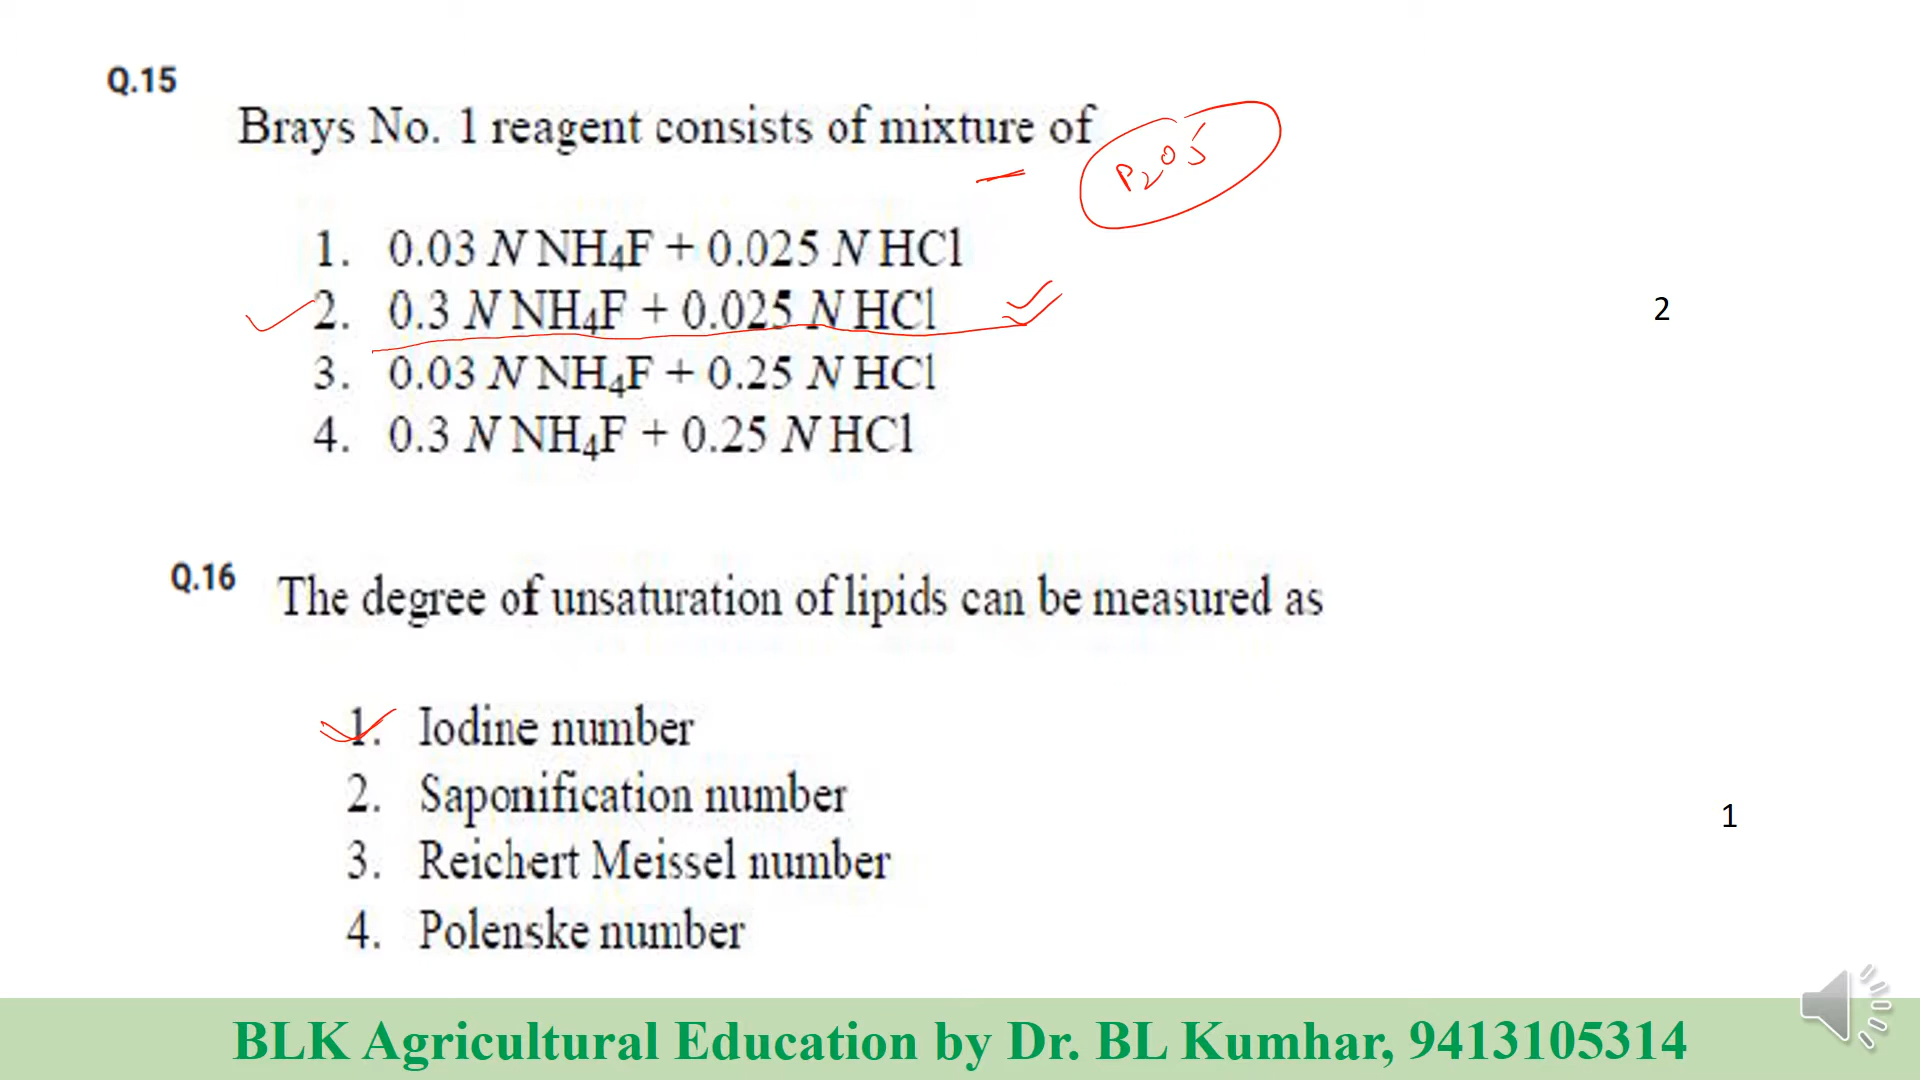 Q.15
Brays No. 1 reagent consists of mixture of
P₂O5
1. 0.03 N NH₄F + 0.025 N HCl
2. 0.3 N NH₄F + 0.025 N HCl
2
3. 0.03 N NH₄F + 0.25 N HCl
4. 0.3 N NH₄F + 0.25 N HCl
Q.16 The degree of unsaturation of lipids can be measured as
1. Iodine number
2. Saponification number
1
3. Reichert Meissel number
4. Polenske number
BLK Agricultural Education by Dr. BL Kumhar, 9413105314